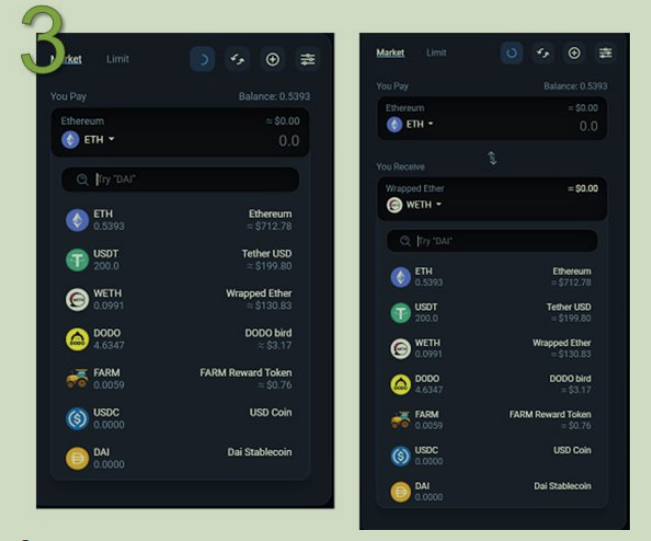 3
Market Limit
You Pay Balance: 0.5393
Ethereum ≈ $0.00
ETH 0.0
Try "DAI"
ETH Ethereum
0.5393 ≈ $712.78
USDT Tether USD
200.0 ≈ $199.80
WETH Wrapped Ether
0.0991 ≈ $130.83
DODO DODO bird
4.6347 ≈ $3.17
FARM FARM Reward Token
0.0059 ≈ $0.76
USDC USD Coin
0.0000
DAI Dai Stablecoin
0.0000
Market Limit
You Pay Balance: 0.5393
Ethereum ≈ $0.00
ETH 0.0
You Receive
Wrapped Ether ≈ $0.00
WETH
Try "DAI"
ETH Ethereum
0.5393 ≈ $712.78
USDT Tether USD
200.0 ≈ $199.80
WETH Wrapped Ether
0.0991 ≈ $130.83
DODO DODO bird
4.6347 ≈ $3.17
FARM FARM Reward Token
0.0059 ≈ $0.76
USDC USD Coin
0.0000
DAI Dai Stablecoin
0.0000